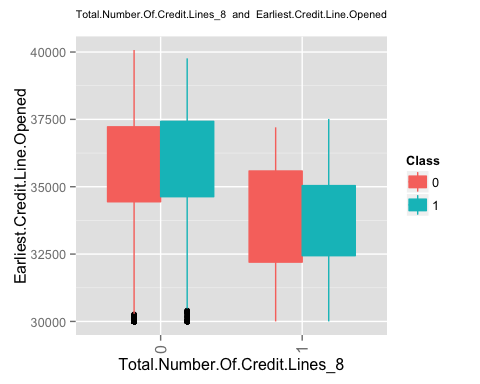 Total.Number.Of.Credit.Lines_8 and Earliest.Credit.Line.Opened
Earliest.Credit.Line.Opened
40000
37500
35000
32500
30000
0
1
Total.Number.Of.Credit.Lines_8
Class
0
1